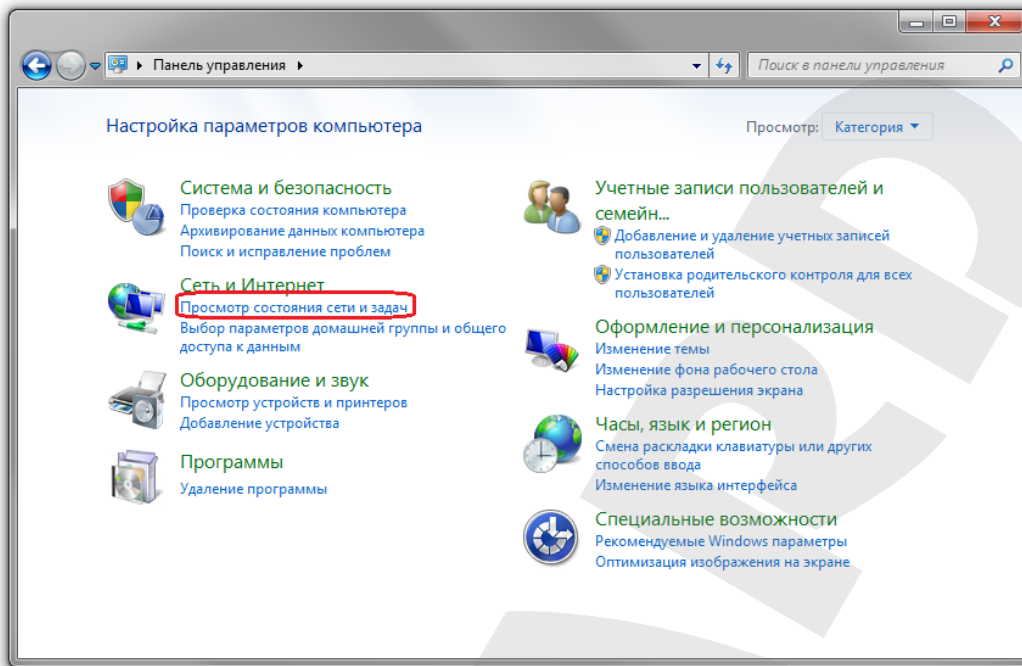 Панель управления
Поиск в панели управления
Настройка параметров компьютера
Просмотр: Категория
Система и безопасность
Проверка состояния компьютера
Архивирование данных компьютера
Поиск и исправление проблем
Сеть и Интернет
Просмотр состояния сети и задач
Выбор параметров домашней группы и общего
доступа к данным
Оборудование и звук
Просмотр устройств и принтеров
Добавление устройства
Программы
Удаление программы
Учетные записи пользователей и
семейн...
Добавление и удаление учетных записей
пользователей
Установка родительского контроля для всех
пользователей
Оформление и персонализация
Изменение темы
Изменение фона рабочего стола
Настройка разрешения экрана
Часы, язык и регион
Смена раскладки клавиатуры или других
способов ввода
Изменение языка интерфейса
Специальные возможности
Рекомендуемые Windows параметры
Оптимизация изображения на экране